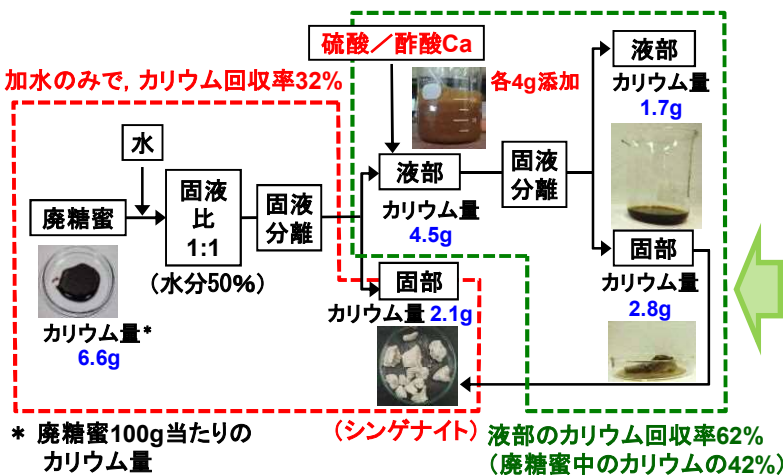 硫酸／酢酸Ca
加水のみで, カリウム回収率32%
各4g添加
液部
カリウム量
1.7g
水
廃糖蜜
固液
比
1:1
（水分50%）
固液
分離
液部
カリウム量
4.5g
固液
分離
カリウム量*
6.6g
固部
カリウム量 2.1g
固部
カリウム量
2.8g
（シンゲナイト）
* 廃糖蜜100g当たりの
カリウム量
液部のカリウム回収率62%
（廃糖蜜中のカリウムの42%）